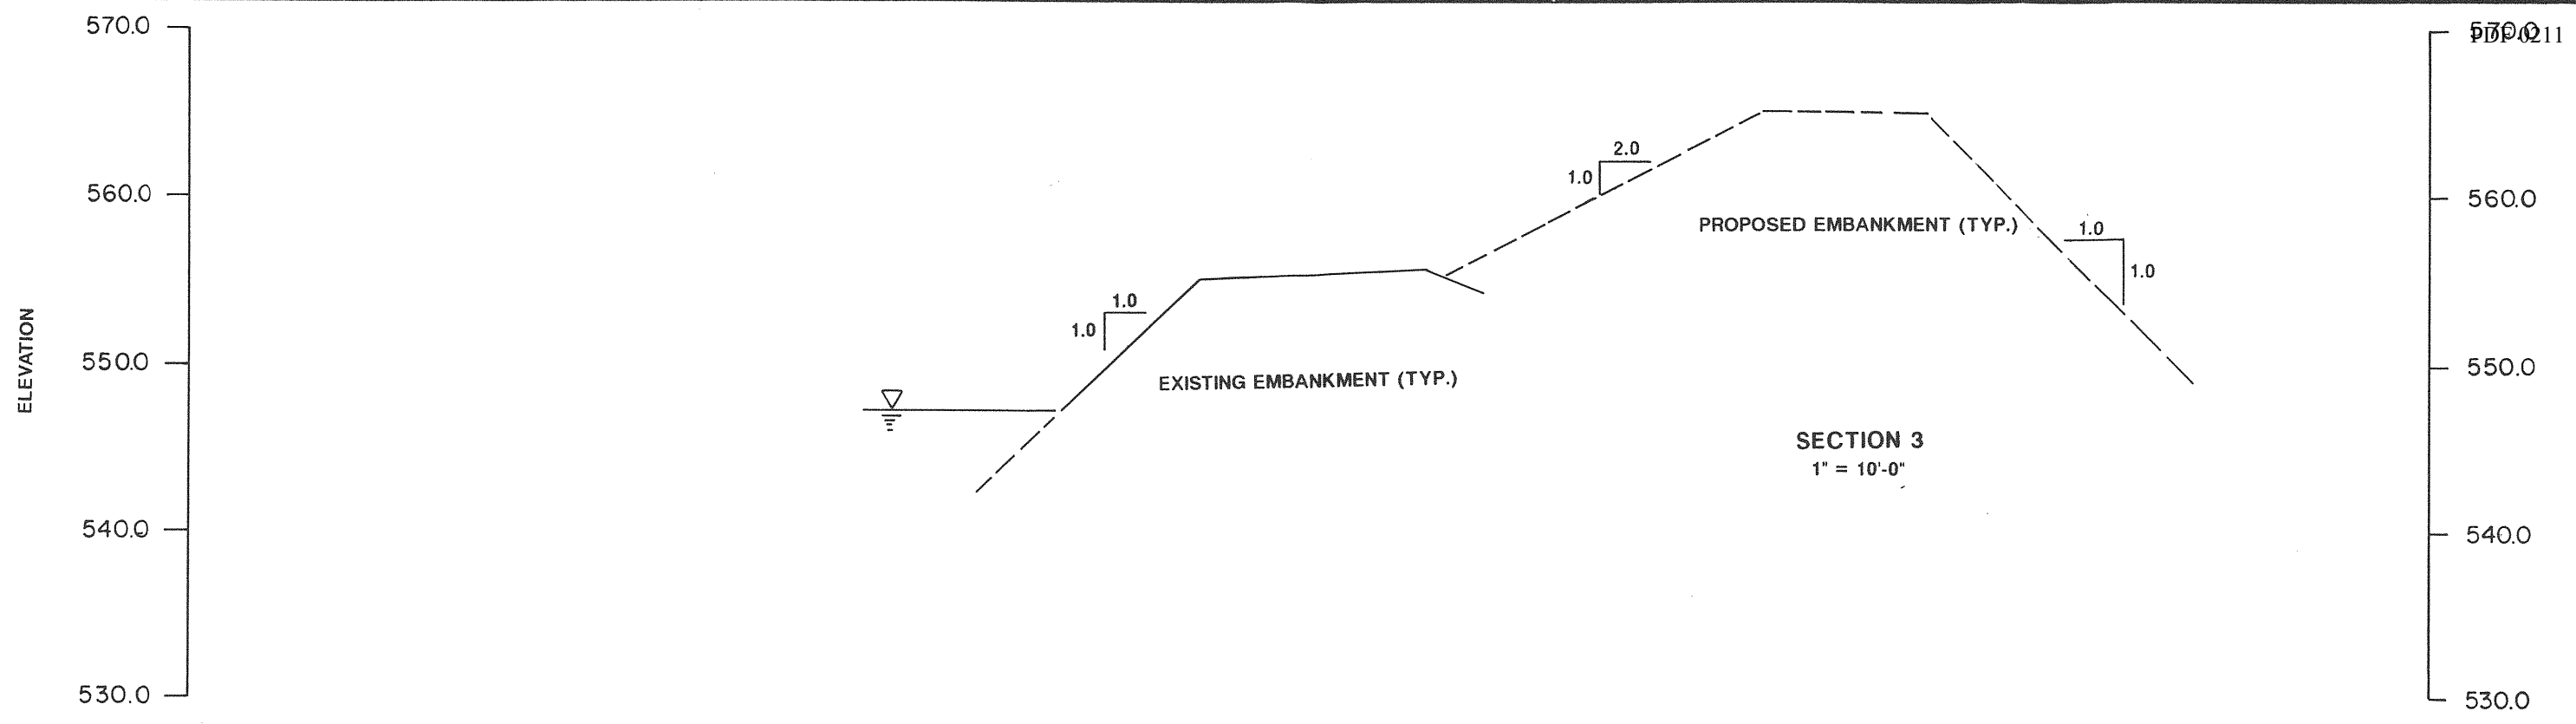 570.0
570.0
PDF 0211
2.0
1.0
560.0
560.0
PROPOSED EMBANKMENT (TYP.)
1.0
1.0
1.0
1.0
ELEVATION
550.0
550.0
EXISTING EMBANKMENT (TYP.)
SECTION 3
1" = 10'-0"
540.0
540.0
530.0
530.0